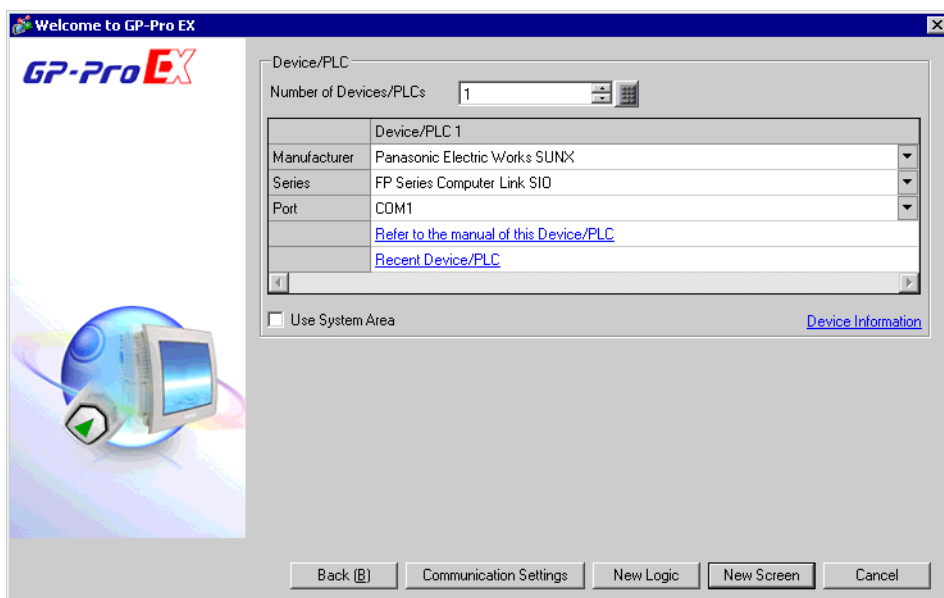 Welcome to GP-Pro EX
GP-Pro EX
Device/PLC
Number of Devices/PLCs 1
Device/PLC 1
Manufacturer Panasonic Electric Works SUNX
Series FP Series Computer Link SIO
Port COM1
Refer to the manual of this Device/PLC
Recent Device/PLC
Use System Area Device Information
Back (B) Communication Settings New Logic New Screen Cancel